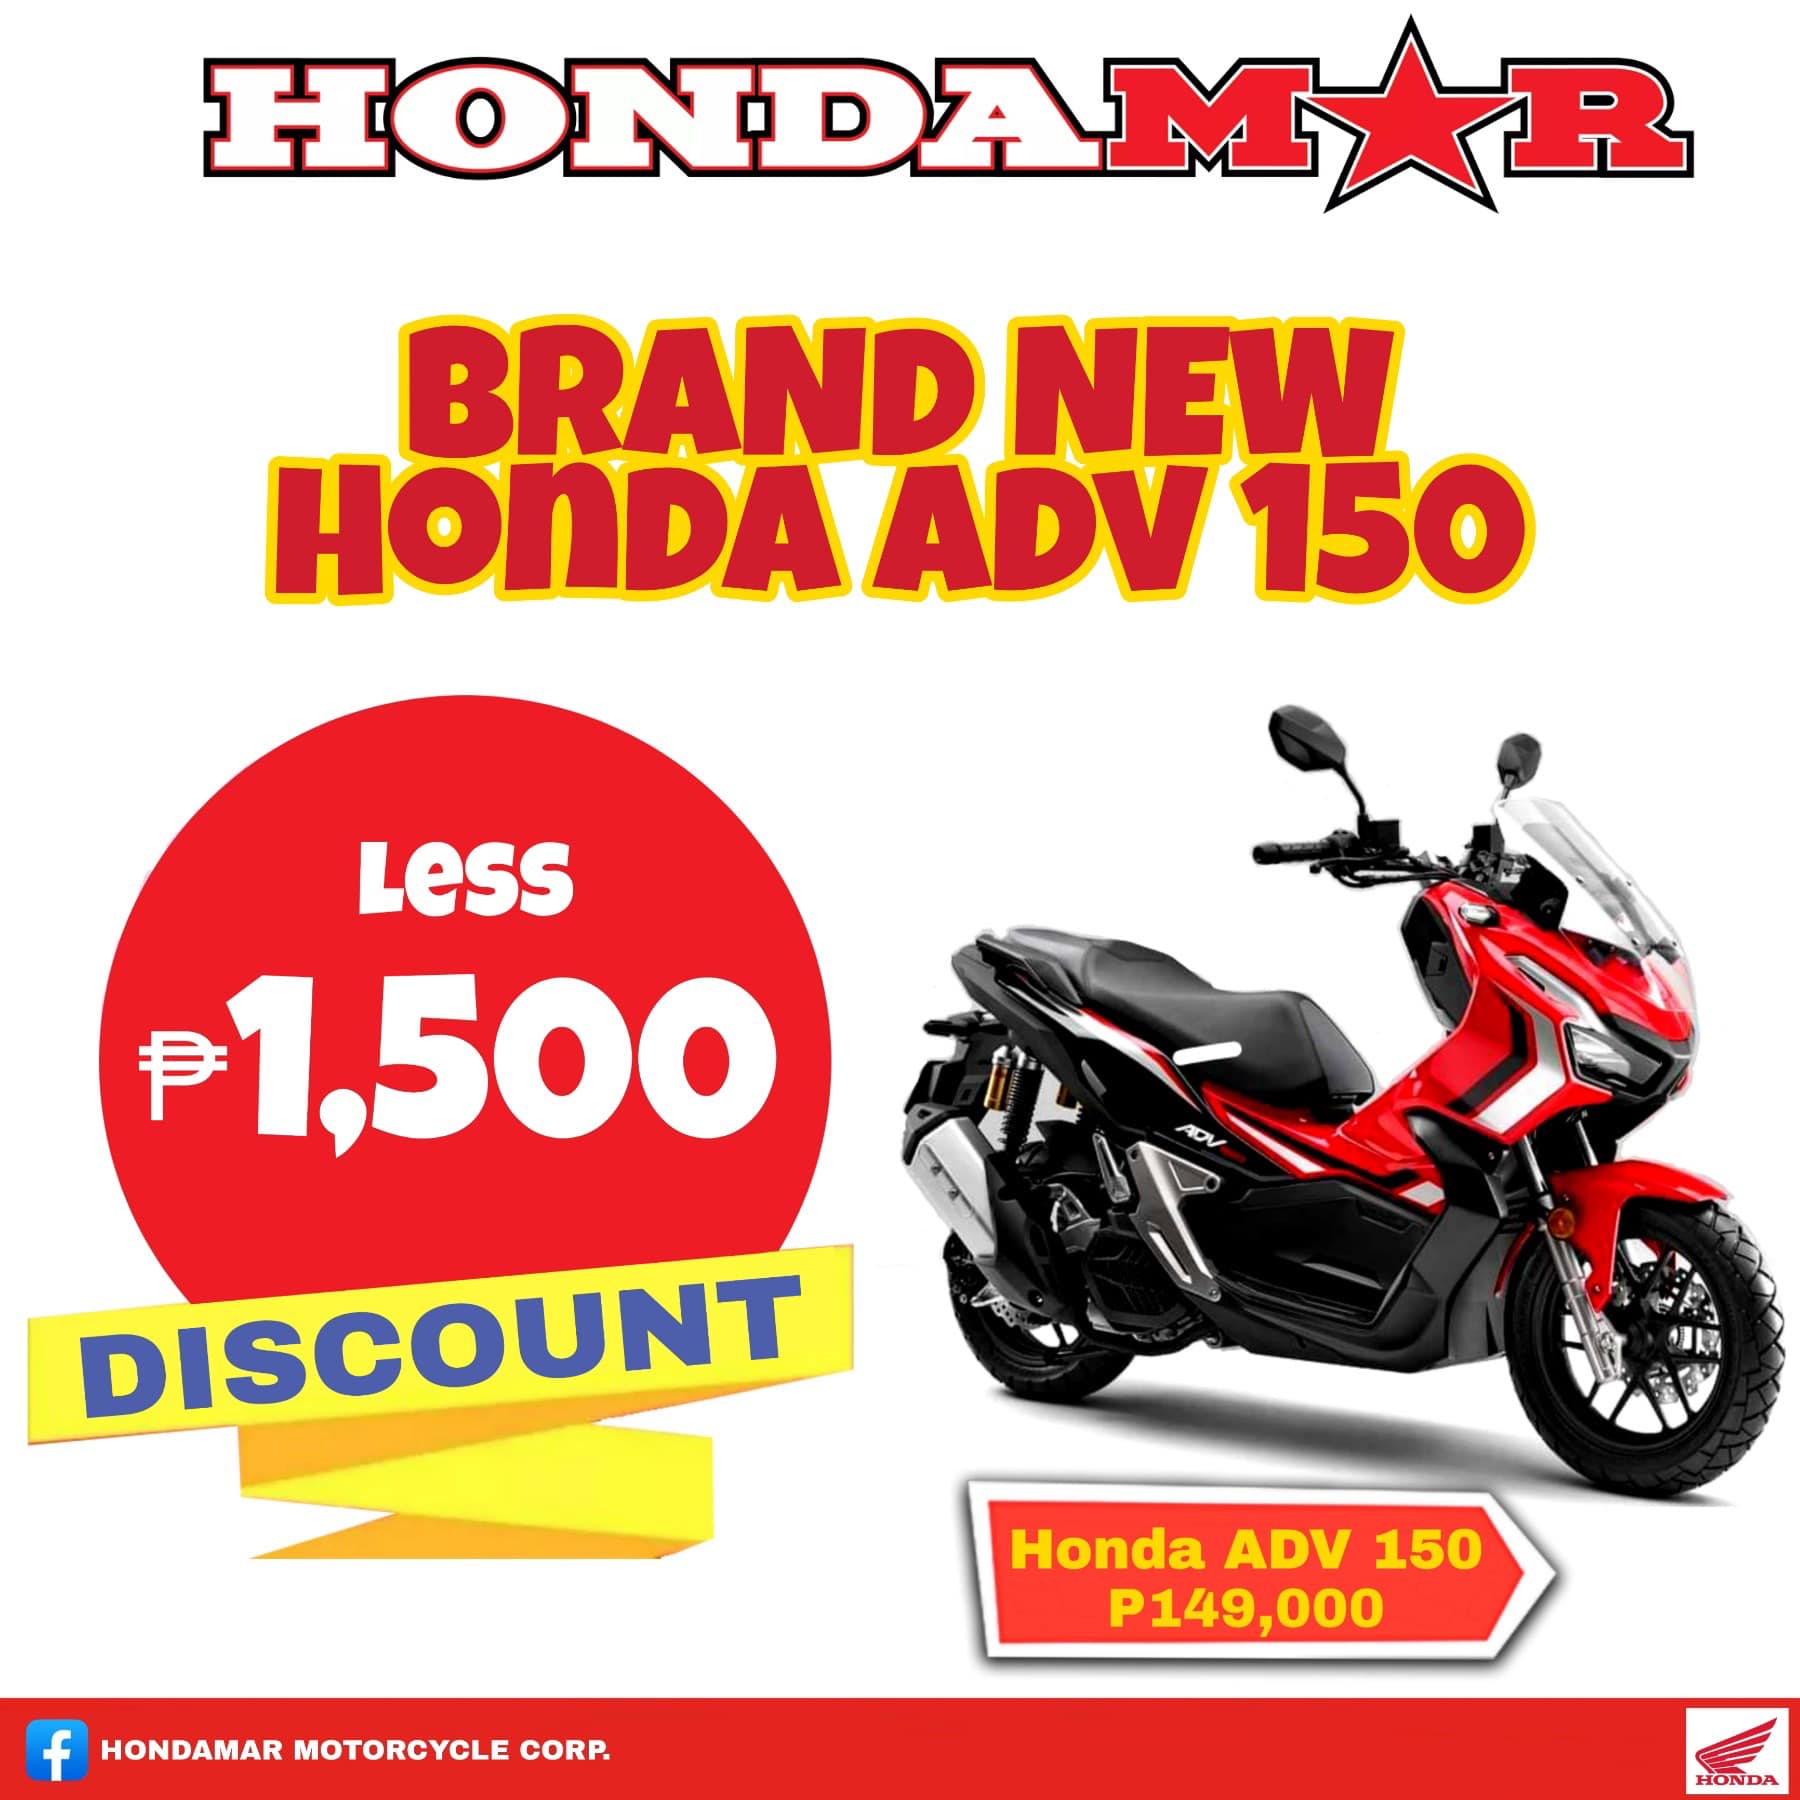 HONDAMAR
BRAND NEW
HONDA ADV 150
Less
₱1,500
DISCOUNT
ADV
Honda ADV 150
P149,000
f HONDAMAR MOTORCYCLE CORP.
HONDA